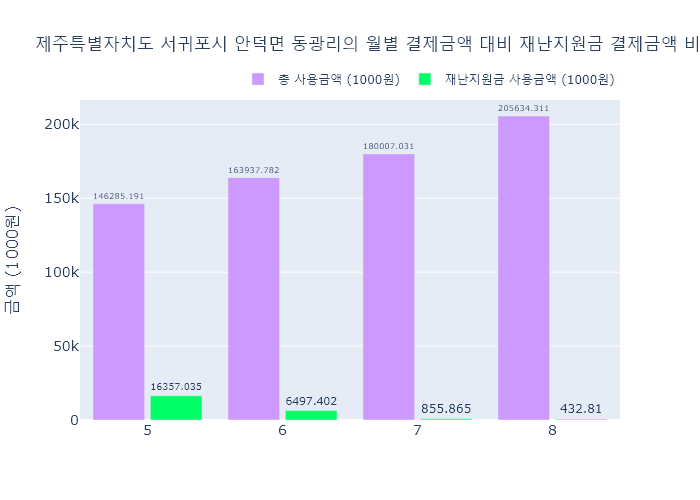 제주특별자치도 서귀포시 안덕면 동광리의 월별 결제금액 대비 재난지원금 결제금액 비
총 사용금액 (1000원) 재난지원금 사용금액 (1000원)
금액 (1000원)
200k
150k
100k
50k
0
146285.191
16357.035
163937.782
6497.402
180007.031
855.865
205634.311
432.81
5 6 7 8